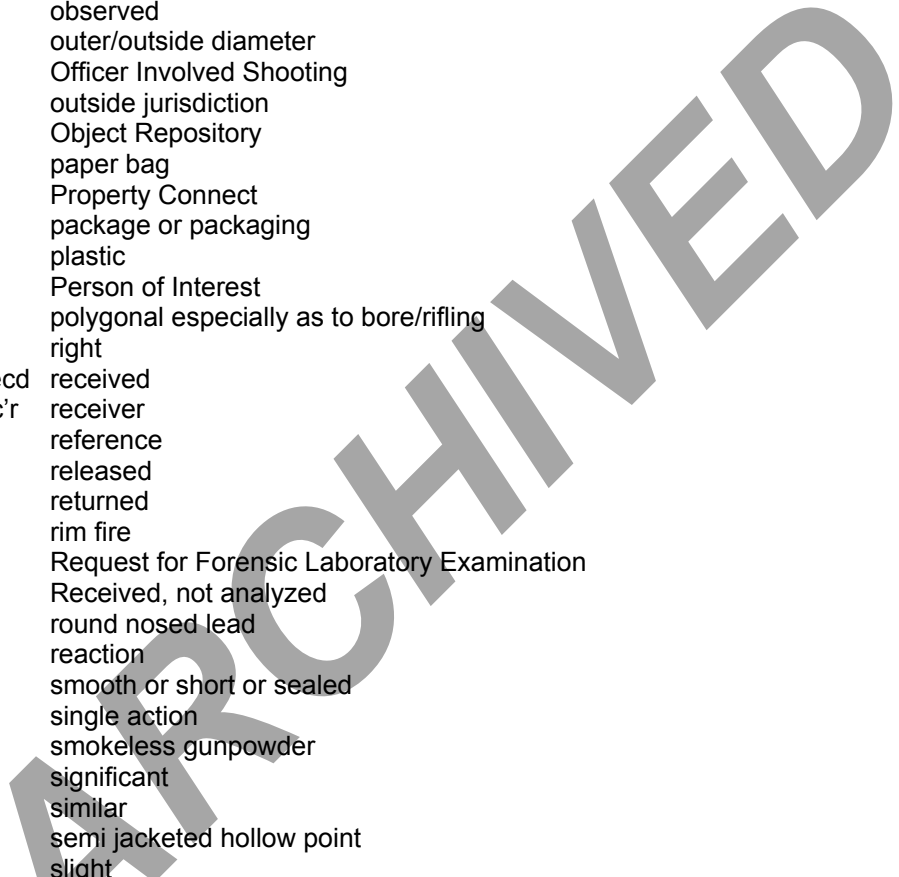 observed
outer/outside diameter
Officer Involved Shooting
outside jurisdiction
Object Repository
paper bag
Property Connect
package or packaging
plastic
Person of Interest
polygonal especially as to bore/rifling
right
ecd received
c’r receiver
reference
released
returned
rim fire
Request for Forensic Laboratory Examination
Received, not analyzed
round nosed lead
reaction
smooth or short or sealed
single action
smokeless gunpowder
significant
similar
semi jacketed hollow point
slight
ARCHIVED